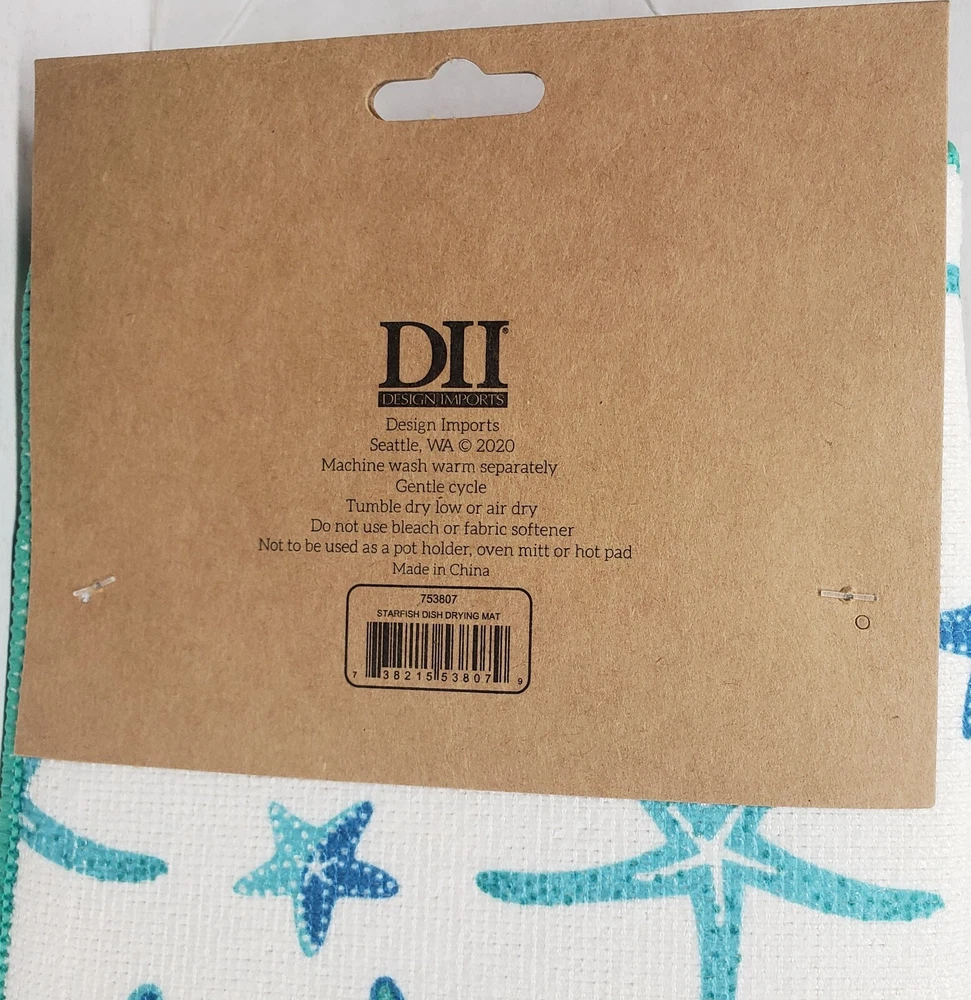 DII®
DESIGN IMPORTS
Design Imports
Seattle, WA © 2020
Machine wash warm separately
Gentle cycle
Tumble dry low or air dry
Do not use bleach or fabric softener
Not to be used as a pot holder, oven mitt or hot pad
Made in China
753807
STARFISH DISH DRYING MAT
7 38215 53807 9